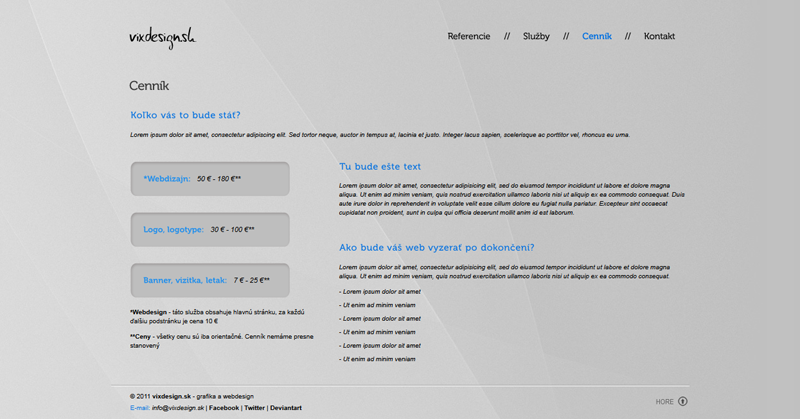 vixdesign.sk
Referencie // Služby // Cenník // Kontakt
Cenník
Koľko vás to bude stáť?
Lorem ipsum dolor sit amet, consectetur adipiscing elit. Sed tortor neque, auctor in tempus at, lacinia et justo. Integer lacus sapien, scelerisque ac porttitor vel, rhoncus eu urna.
*Webdizajn: 50 € - 180 €**
Logo, logotype: 30 € - 100 €**
Banner, vizitka, letak: 7 € - 25 €**
*Webdesign - táto služba obsahuje hlavnú stránku, za každú
ďalšiu podstránku je cena 10 €
**Ceny - všetky cenu sú iba orientačné. Cenník nemáme presne
stanovený
Tu bude ešte text
Lorem ipsum dolor sit amet, consectetur adipisicing elit, sed do eiusmod tempor incididunt ut labore et dolore magna
aliqua. Ut enim ad minim veniam, quis nostrud exercitation ullamco laboris nisi ut aliquip ex ea commodo consequat. Duis
aute irure dolor in reprehenderit in voluptate velit esse cillum dolore eu fugiat nulla pariatur. Excepteur sint occaecat
cupidatat non proident, sunt in culpa qui officia deserunt mollit anim id est laborum.
Ako bude váš web vyzerať po dokončení?
Lorem ipsum dolor sit amet, consectetur adipisicing elit, sed do eiusmod tempor incididunt ut labore et dolore magna
aliqua. Ut enim ad minim veniam, quis nostrud exercitation ullamco laboris nisi ut aliquip ex ea commodo consequat.
- Lorem ipsum dolor sit amet
- Ut enim ad minim veniam
- Lorem ipsum dolor sit amet
- Ut enim ad minim veniam
- Lorem ipsum dolor sit amet
- Ut enim ad minim veniam
© 2011 vixdesign.sk - grafika a webdesign
E-mail: info@vixdesign.sk | Facebook | Twitter | Deviantart
HORE